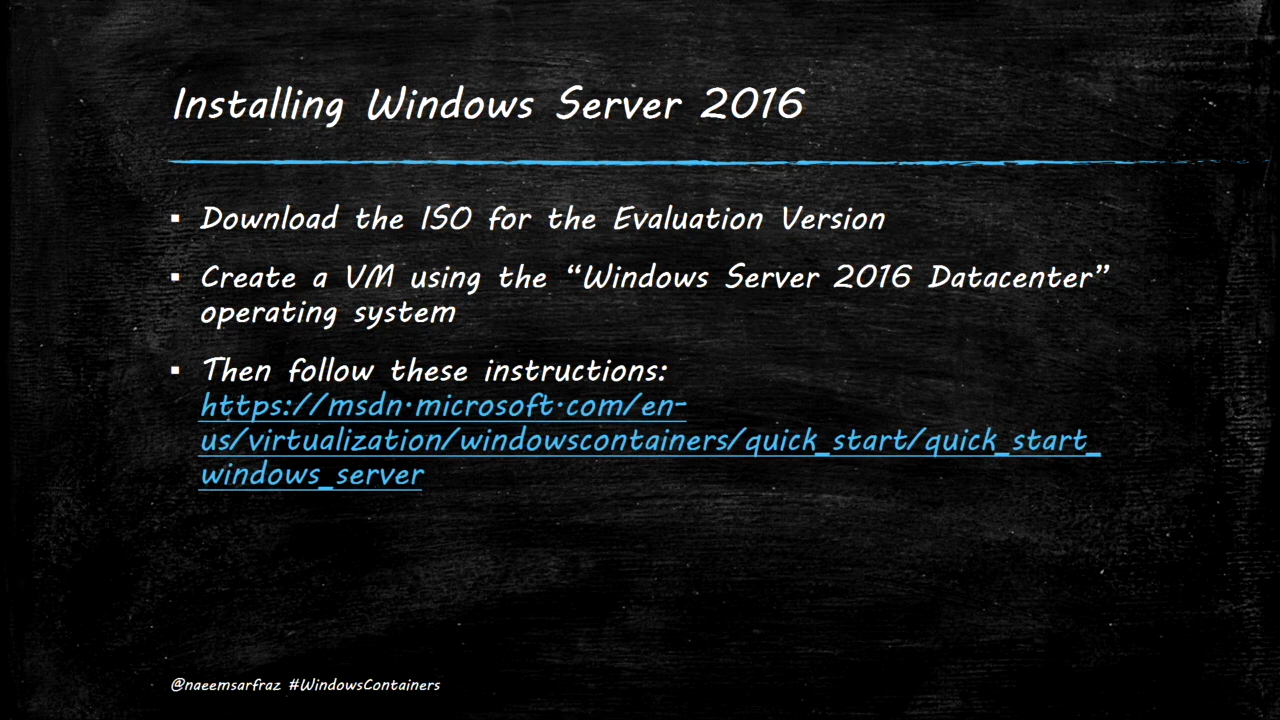 Installing Windows Server 2016
▪ Download the ISO for the Evaluation Version
▪ Create a VM using the “Windows Server 2016 Datacenter”
operating system
▪ Then follow these instructions:
https://msdn.microsoft.com/en-
us/virtualization/windowscontainers/quick_start/quick_start_
windows_server
@naeemsarfraz #WindowsContainers